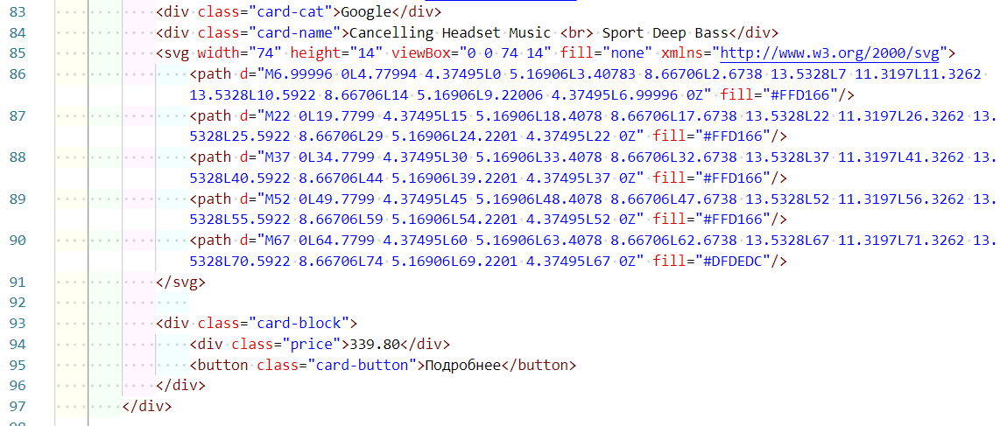 83 <div class="card-cat">Google</div>
84 <div class="card-name">Cancelling Headset Music <br> Sport Deep Bass</div>
85 <svg width="74" height="14" viewBox="0 0 74 14" fill="none" xmlns="http://www.w3.org/2000/svg">
86 <path d="M6.99996 0L4.77994 4.37495L0 5.16906L3.40783 8.66706L2.6738 13.5328L7 11.3197L11.3262
13.5328L10.5922 8.66706L14 5.16906L9.22006 4.37495L6.99996 0Z" fill="#FFD166"/>
87 <path d="M22 0L19.7799 4.37495L15 5.16906L18.4078 8.66706L17.6738 13.5328L22 11.3197L26.3262 13.
5328L25.5922 8.66706L29 5.16906L24.2201 4.37495L22 0Z" fill="#FFD166"/>
88 <path d="M37 0L34.7799 4.37495L30 5.16906L33.4078 8.66706L32.6738 13.5328L37 11.3197L41.3262 13.
5328L40.5922 8.66706L44 5.16906L39.2201 4.37495L37 0Z" fill="#FFD166"/>
89 <path d="M52 0L49.7799 4.37495L45 5.16906L48.4078 8.66706L47.6738 13.5328L52 11.3197L56.3262 13.
5328L55.5922 8.66706L59 5.16906L54.2201 4.37495L52 0Z" fill="#FFD166"/>
90 <path d="M67 0L64.7799 4.37495L60 5.16906L63.4078 8.66706L62.6738 13.5328L67 11.3197L71.3262 13.
5328L70.5922 8.66706L74 5.16906L69.2201 4.37495L67 0Z" fill="#DFDEDC"/>
91 </svg>
92
93 <div class="card-block">
94 <div class="price">339.80</div>
95 <button class="card-button">Подробнее</button>
96 </div>
97 </div>